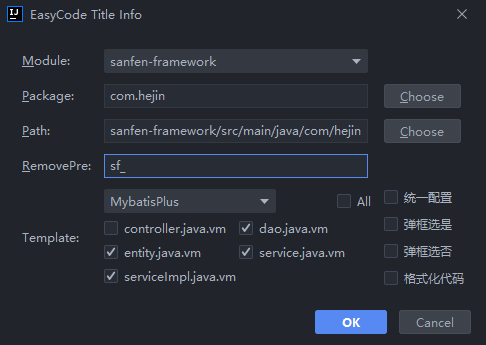 EasyCode Title Info
Module: sanfen-framework
Package: com.hejin Choose
Path: sanfen-framework/src/main/java/com/hejin Choose
RemovePre: sf_
MybatisPlus All 统一配置
Template: controller.java.vm dao.java.vm 弹框选是
entity.java.vm service.java.vm 弹框选否
serviceImpl.java.vm 格式化代码
OK Cancel